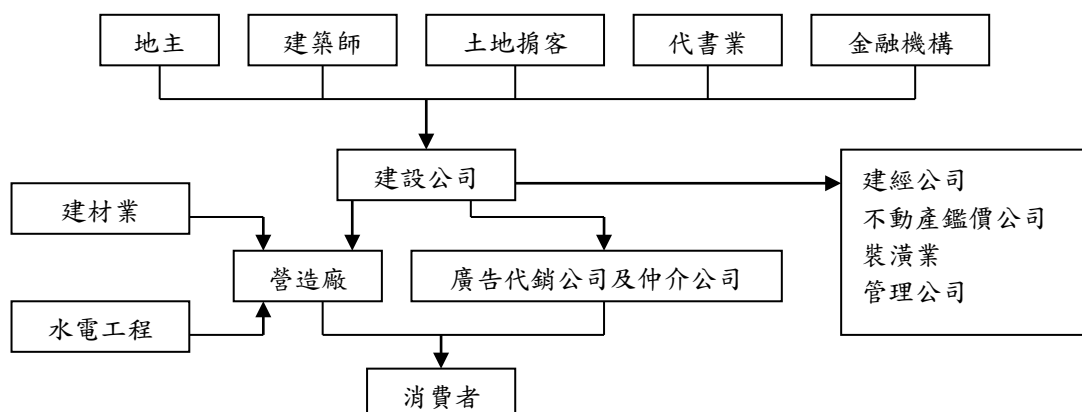 地主
建築師
土地掮客
代書業
金融機構
建設公司
建經公司
不動產鑑價公司
裝潢業
管理公司
建材業
營造廠
廣告代銷公司及仲介公司
水電工程
消費者